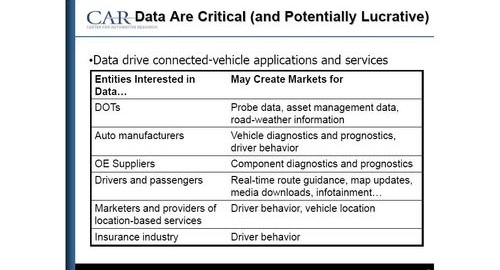 CAR Data Are Critical (and Potentially Lucrative)
CENTER FOR AUTOMOTIVE RESEARCH
•Data drive connected-vehicle applications and services
Entities Interested in
Data…
May Create Markets for
DOTs
Probe data, asset management data,
road-weather information
Auto manufacturers
Vehicle diagnostics and prognostics,
driver behavior
OE Suppliers
Component diagnostics and prognostics
Drivers and passengers
Real-time route guidance, map updates,
media downloads, infotainment…
Marketers and providers of
location-based services
Driver behavior, vehicle location
Insurance industry
Driver behavior